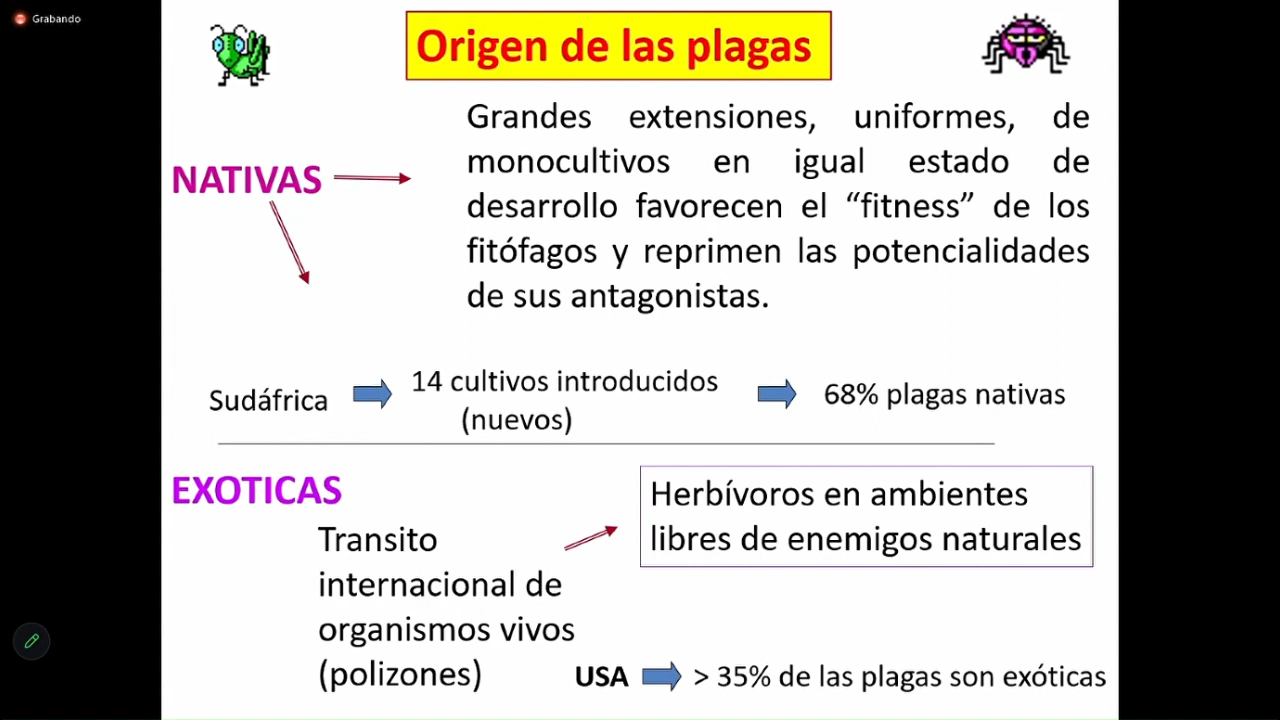 Grabando
Origen de las plagas
NATIVAS
Grandes extensiones, uniformes, de
monocultivos en igual estado de
desarrollo favorecen el “fitness” de los
fitófagos y reprimen las potencialidades
de sus antagonistas.
Sudáfrica
14 cultivos introducidos
(nuevos)
68% plagas nativas
EXOTICAS
Transito
internacional de
organismos vivos
(polizones)
Herbívoros en ambientes
libres de enemigos naturales
USA
> 35% de las plagas son exóticas